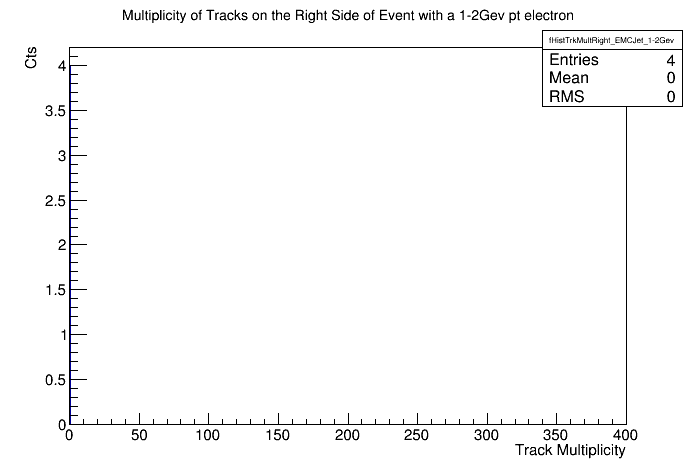 Multiplicity of Tracks on the Right Side of Event with a 1-2Gev pt electron
fHistTrkMultRight_EMCJet_1-2Gev
Entries 4
Mean 0
RMS 0
Cts
4
3.5
3
2.5
2
1.5
1
0.5
0
0 50 100 150 200 250 300 350 400
Track Multiplicity